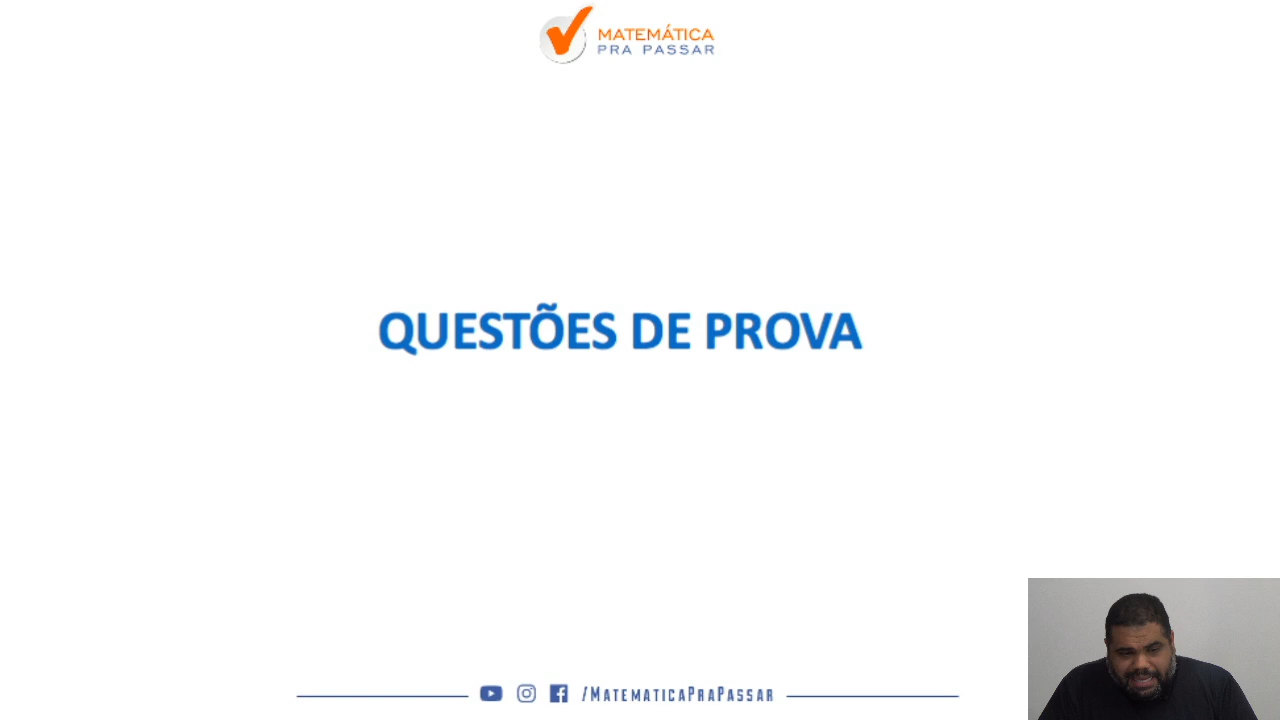 MATEMÁTICA
PRA PASSAR
QUESTÕES DE PROVA
/MATEMATICAPRAPASSAR